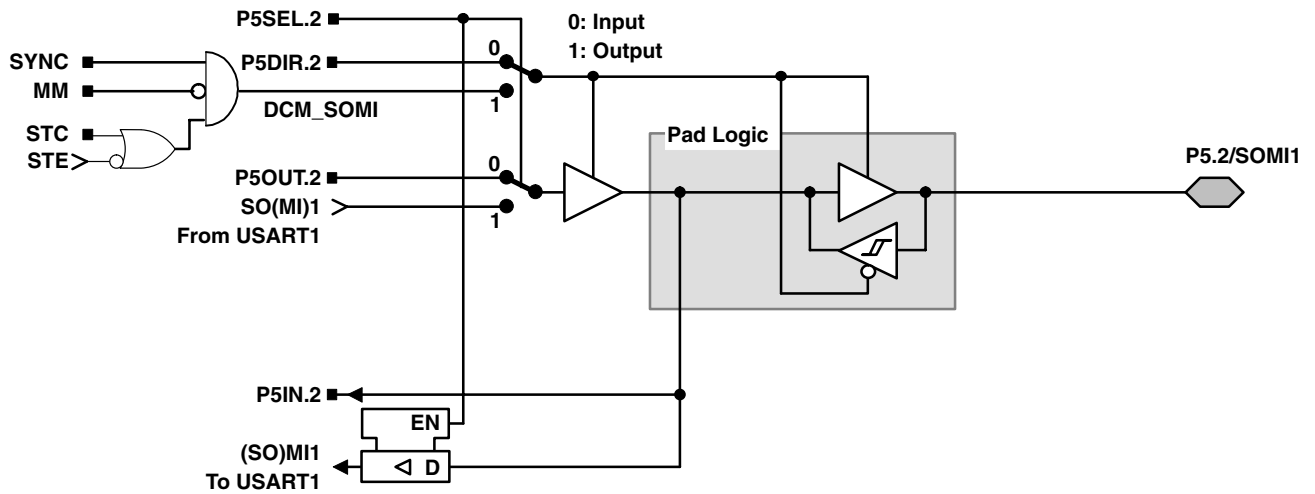 P5SEL.2
0: Input
1: Output
SYNC
MM
STC
STE
P5DIR.2
0
1
DCM_SOMI
Pad Logic
P5.2/SOMI1
P5OUT.2
0
SO(MI)1
1
From USART1
P5IN.2
EN
(SO)MI1
D
To USART1